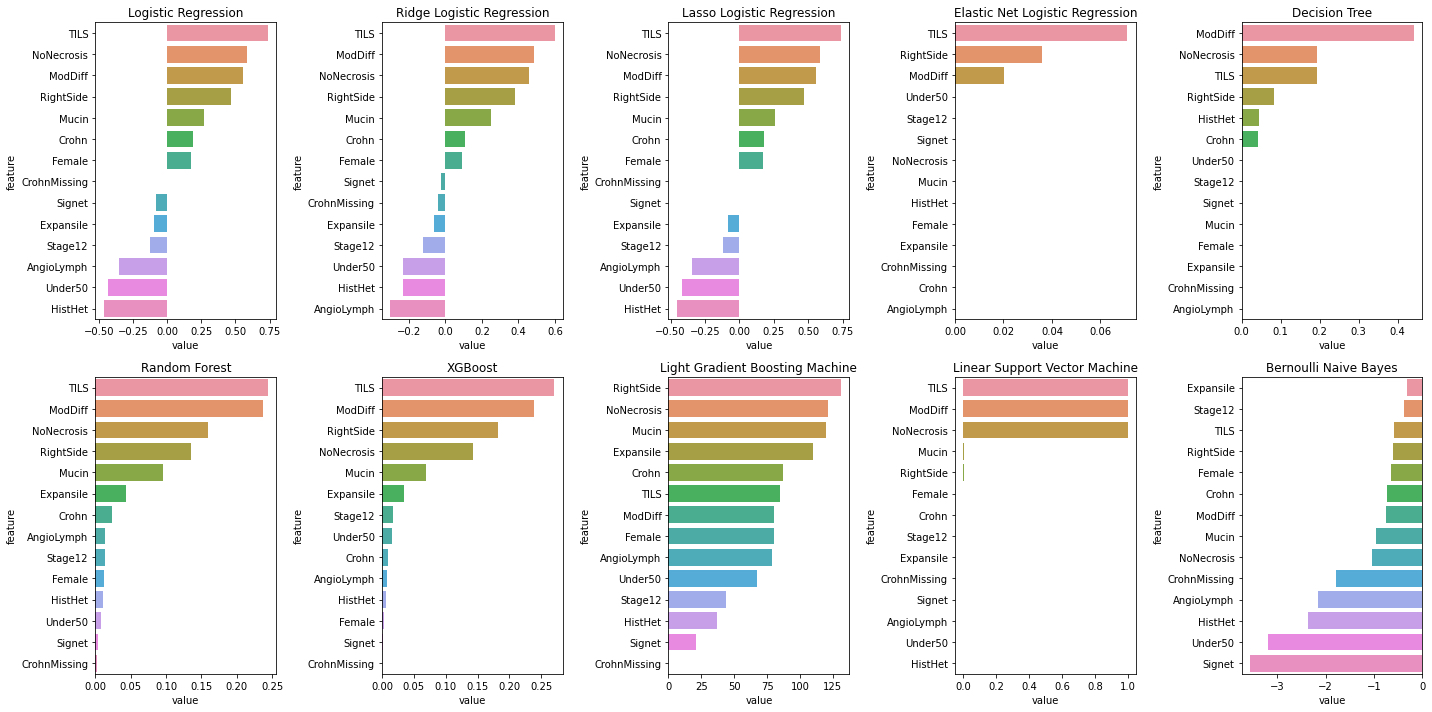 Logistic Regression
TILS
NoNecrosis
ModDiff
RightSide
Mucin
Crohn
Female
CrohnMissing
Signet
Expansile
Stage12
AngioLymph
Under50
HistHet
feature
−0.50 −0.25 0.00 0.25 0.50 0.75
value
Ridge Logistic Regression
TILS
ModDiff
NoNecrosis
RightSide
Mucin
Crohn
Female
Signet
CrohnMissing
Expansile
Stage12
Under50
HistHet
AngioLymph
feature
−0.2 0.0 0.2 0.4 0.6
value
Lasso Logistic Regression
TILS
NoNecrosis
ModDiff
RightSide
Mucin
Crohn
Female
CrohnMissing
Signet
Expansile
Stage12
AngioLymph
Under50
HistHet
feature
−0.50 −0.25 0.00 0.25 0.50 0.75
value
Elastic Net Logistic Regression
TILS
RightSide
ModDiff
Under50
Stage12
Signet
NoNecrosis
Mucin
HistHet
Female
Expansile
CrohnMissing
Crohn
AngioLymph
feature
0.00 0.02 0.04 0.06
value
Decision Tree
ModDiff
NoNecrosis
TILS
RightSide
HistHet
Crohn
Under50
Stage12
Signet
Mucin
Female
Expansile
CrohnMissing
AngioLymph
feature
0.0 0.1 0.2 0.3 0.4
value
Random Forest
TILS
ModDiff
NoNecrosis
RightSide
Mucin
Expansile
Crohn
AngioLymph
Stage12
Female
HistHet
Under50
Signet
CrohnMissing
feature
0.00 0.05 0.10 0.15 0.20 0.25
value
XGBoost
TILS
ModDiff
RightSide
NoNecrosis
Mucin
Expansile
Stage12
Under50
Crohn
AngioLymph
HistHet
Female
Signet
CrohnMissing
feature
0.00 0.05 0.10 0.15 0.20 0.25
value
Light Gradient Boosting Machine
RightSide
NoNecrosis
Mucin
Expansile
Crohn
TILS
ModDiff
Female
AngioLymph
Under50
Stage12
HistHet
Signet
CrohnMissing
feature
0 25 50 75 100 125
value
Linear Support Vector Machine
TILS
ModDiff
NoNecrosis
Mucin
RightSide
Female
Crohn
Stage12
Expansile
CrohnMissing
Signet
AngioLymph
Under50
HistHet
feature
0.0 0.2 0.4 0.6 0.8 1.0
value
Bernoulli Naive Bayes
Expansile
Stage12
TILS
RightSide
Female
Crohn
ModDiff
Mucin
NoNecrosis
CrohnMissing
AngioLymph
HistHet
Under50
Signet
feature
−3 −2 −1 0
value